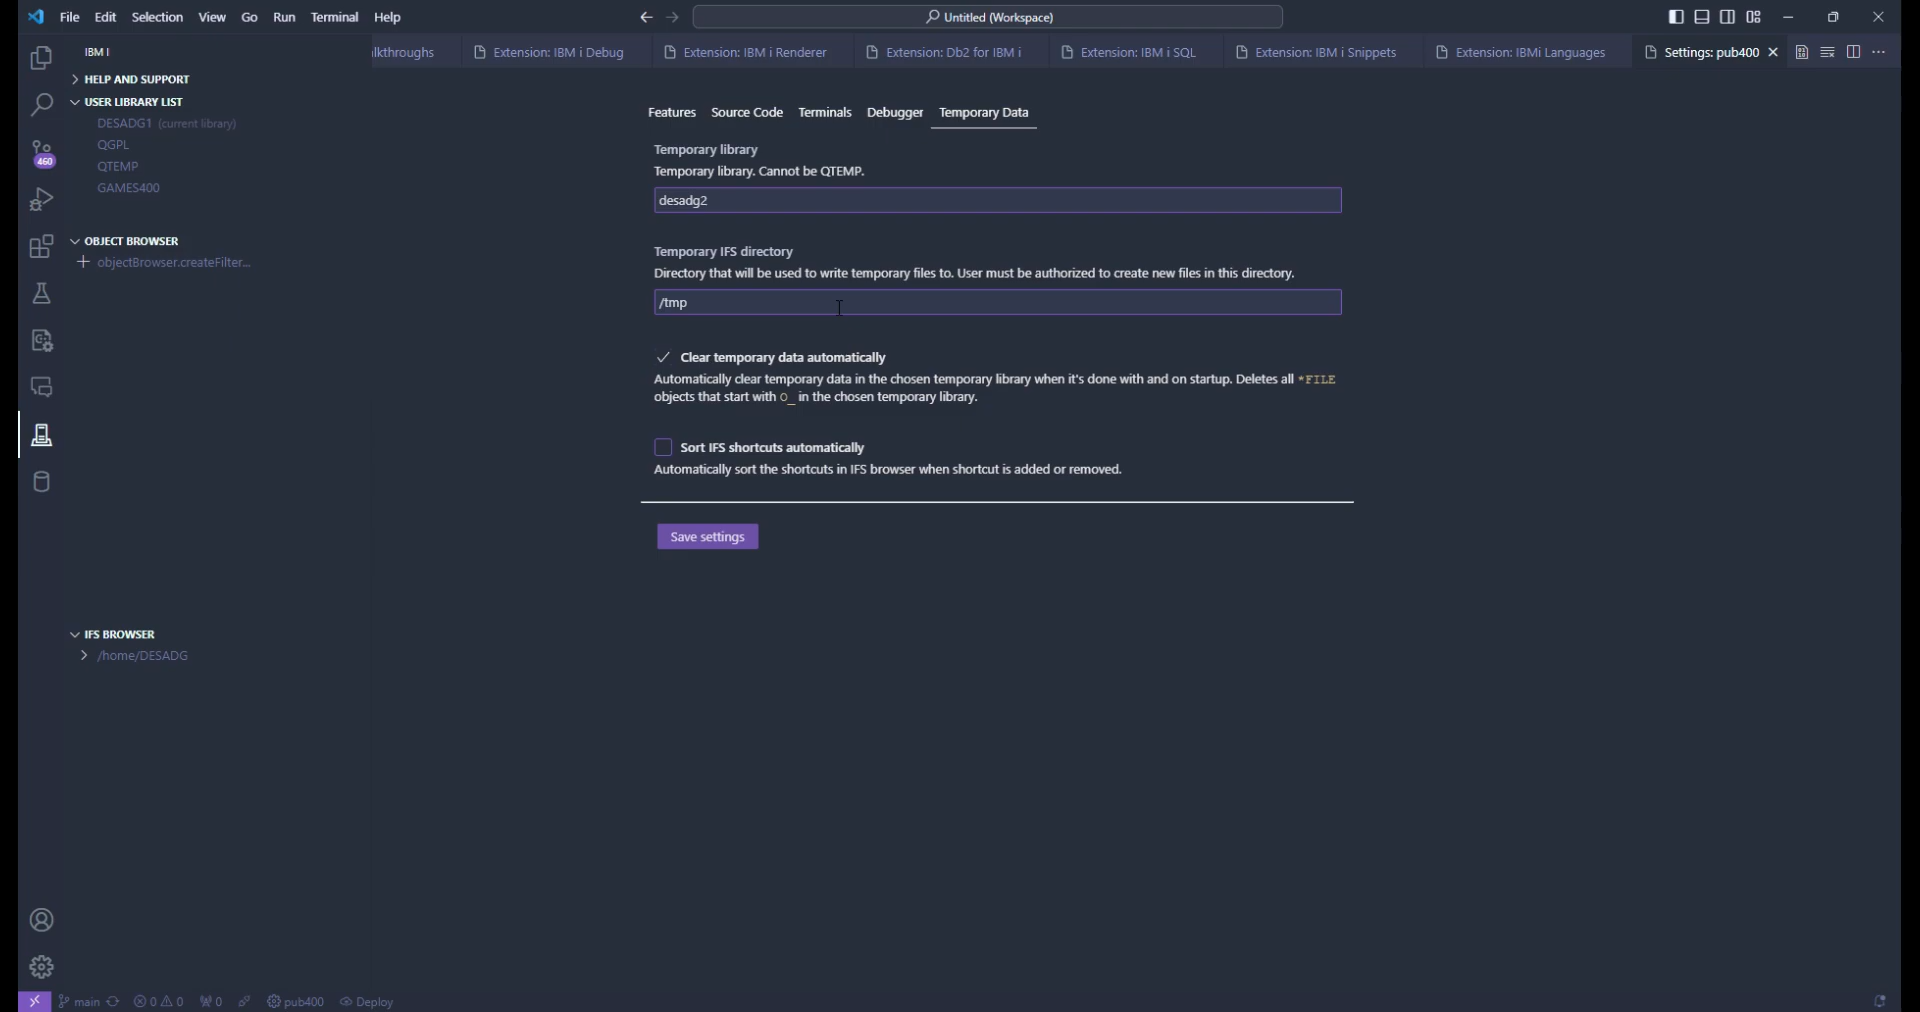 File Edit Selection View Go Run Terminal Help
Untitled (Workspace)
IBM I
lkthroughs
Extension: IBM i Debug
Extension: IBM i Renderer
Extension: Db2 for IBM i
Extension: IBM i SQL
Extension: IBM i Snippets
Extension: IBMi Languages
Settings: pub400
HELP AND SUPPORT
USER LIBRARY LIST
DESADG1 (current library)
QGPL
QTEMP
GAMES400
460
OBJECT BROWSER
objectBrowser.createFilter...
IFS BROWSER
/home/DESADG
Features Source Code Terminals Debugger Temporary Data
Temporary library
Temporary library. Cannot be QTEMP.
desadg2
Temporary IFS directory
Directory that will be used to write temporary files to. User must be authorized to create new files in this directory.
/tmp
Clear temporary data automatically
Automatically clear temporary data in the chosen temporary library when it's done with and on startup. Deletes all *FILE
objects that start with O_ in the chosen temporary library.
Sort IFS shortcuts automatically
Automatically sort the shortcuts in IFS browser when shortcut is added or removed.
Save settings
main 0 0 0 pub400 Deploy